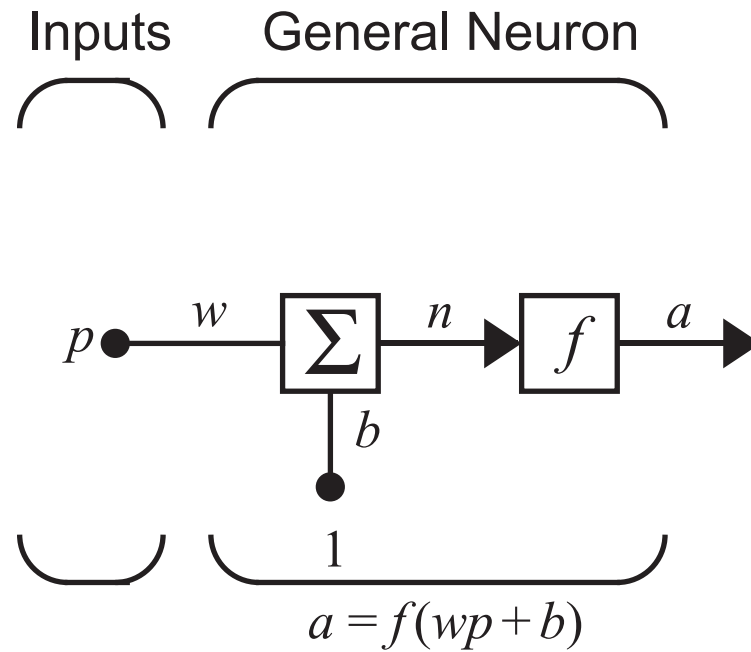 Inputs General Neuron
p w Σ n f a
b
1
a = f(wp + b)